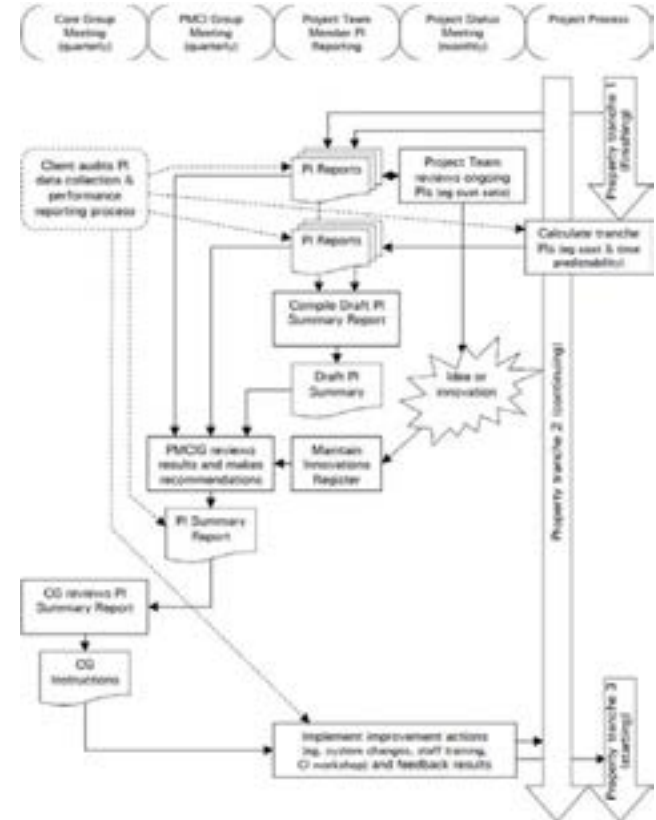 Core Group
Meeting
(quarterly)
PMCI Group
Meeting
(quarterly)
Project Team
Member PI
Reporting
Project Status
Meeting
(monthly)
Project Process
Property tranche 1
(finishing)
Client audits PI
data collection &
performance
reporting process
PI Reports
Project Team
reviews ongoing
PIs (eg cost ratio)
PI Reports
Calculate tranche
PIs (eg cost & time
predictability)
Compile Draft PI
Summary Report
Draft PI
Summary
Idea or
innovation
Property tranche 2 (continuing)
PMCIG reviews
results and makes
recommendations
Maintain
Innovations
Register
PI Summary
Report
CG reviews PI
Summary Report
CG
Instructions
Implement improvement actions
(eg, system changes, staff training,
CI workshop) and feedback results
Property tranche 3
(starting)